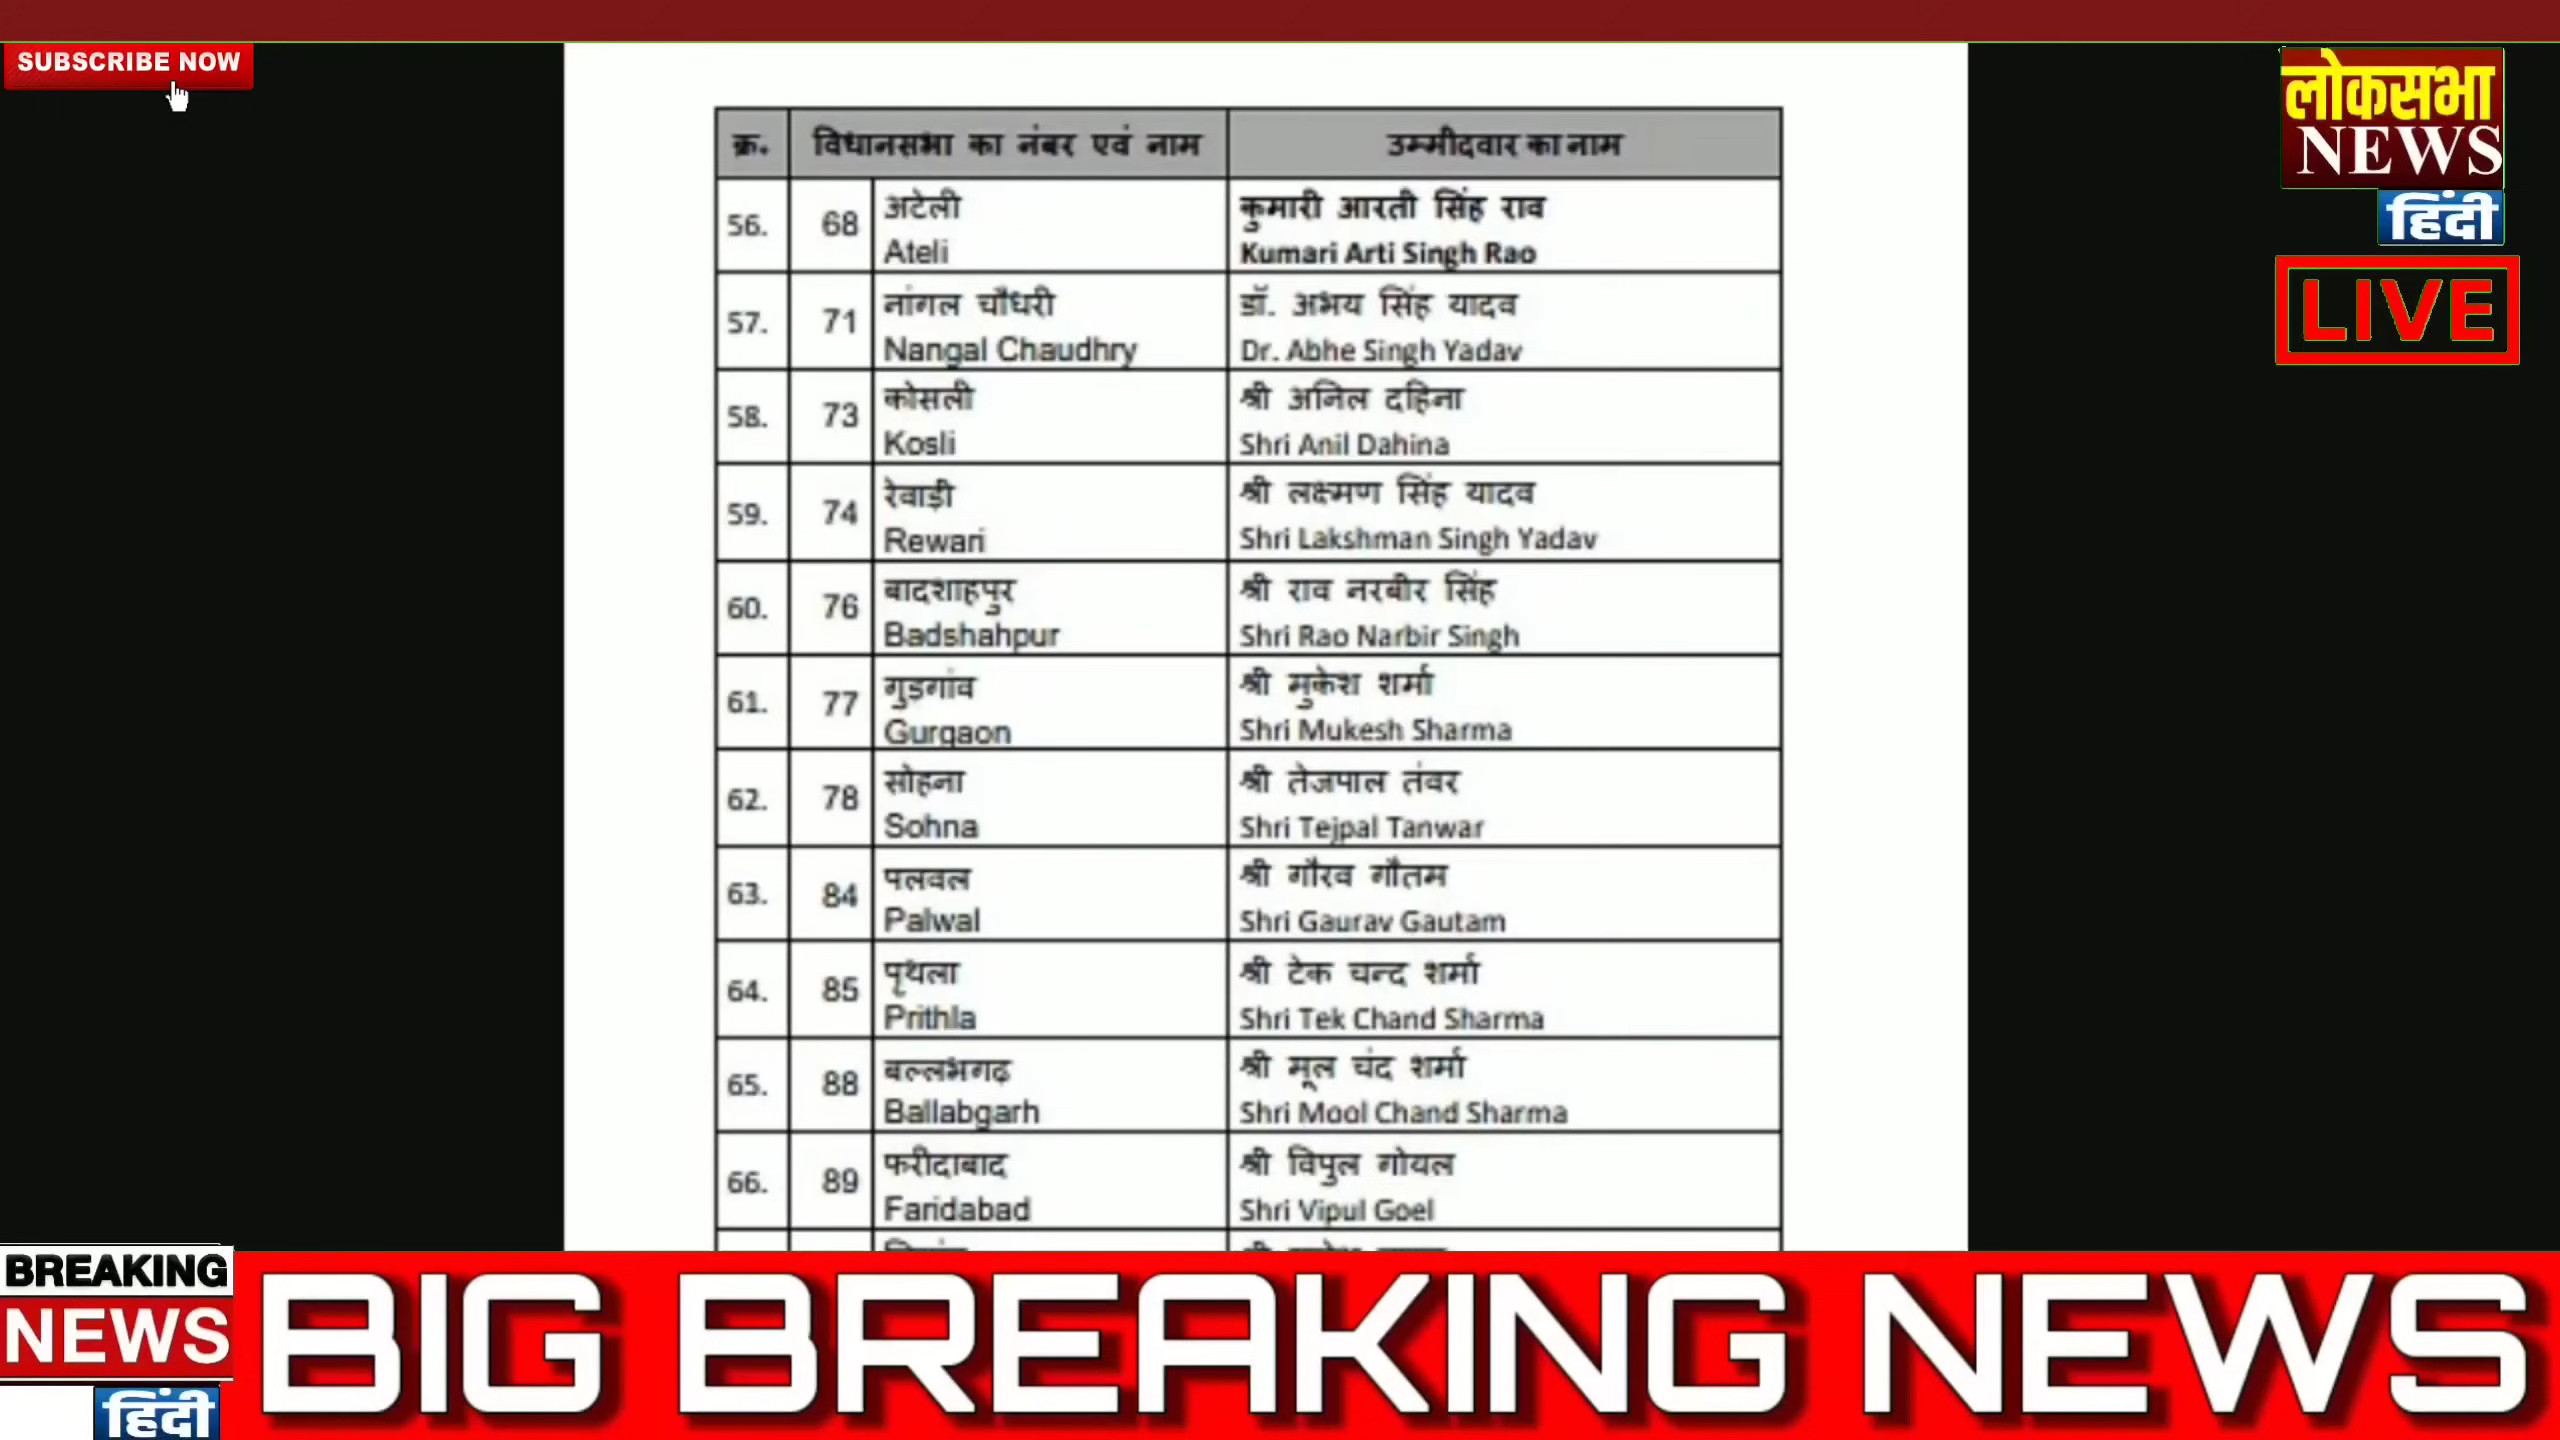 SUBSCRIBE NOW
लोकसभा
NEWS
हिंदी
LIVE
क्र. विधानसभा का नंबर एवं नाम उम्मीदवार का नाम
56. 68 अटेली कुमारी आरती सिंह राव
Ateli Kumari Arti Singh Rao
57. 71 नांगल चौधरी डॉ. अभय सिंह यादव
Nangal Chaudhry Dr. Abhe Singh Yadav
58. 73 कोसली श्री अनिल दहिना
Kosli Shri Anil Dahina
59. 74 रेवाड़ी श्री लक्ष्मण सिंह यादव
Rewari Shri Lakshman Singh Yadav
60. 76 बादशाहपुर श्री राव नरबीर सिंह
Badshahpur Shri Rao Narbir Singh
61. 77 गुड़गांव श्री मुकेश शर्मा
Gurgaon Shri Mukesh Sharma
62. 78 सोहना श्री तेजपाल तंवर
Sohna Shri Tejpal Tanwar
63. 84 पलवल श्री गौरव गौतम
Palwal Shri Gaurav Gautam
64. 85 पृथला श्री टेक चन्द शर्मा
Prithla Shri Tek Chand Sharma
65. 88 बल्लभगढ़ श्री मूल चंद शर्मा
Ballabgarh Shri Mool Chand Sharma
66. 89 फरीदाबाद श्री विपुल गोयल
Faridabad Shri Vipul Goel
BREAKING
NEWS
हिंदी
BIG BREAKING NEWS